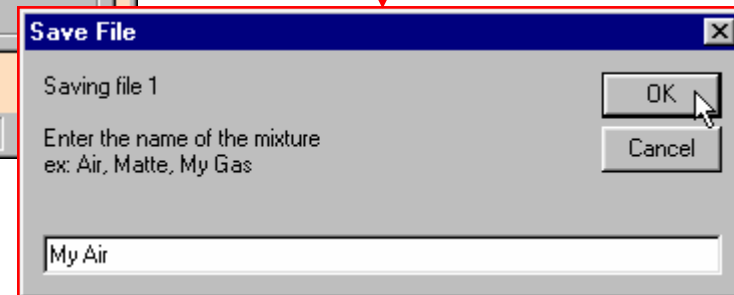 Save File
Saving file 1
OK
Enter the name of the mixture
ex: Air, Matte, My Gas
Cancel
My Air